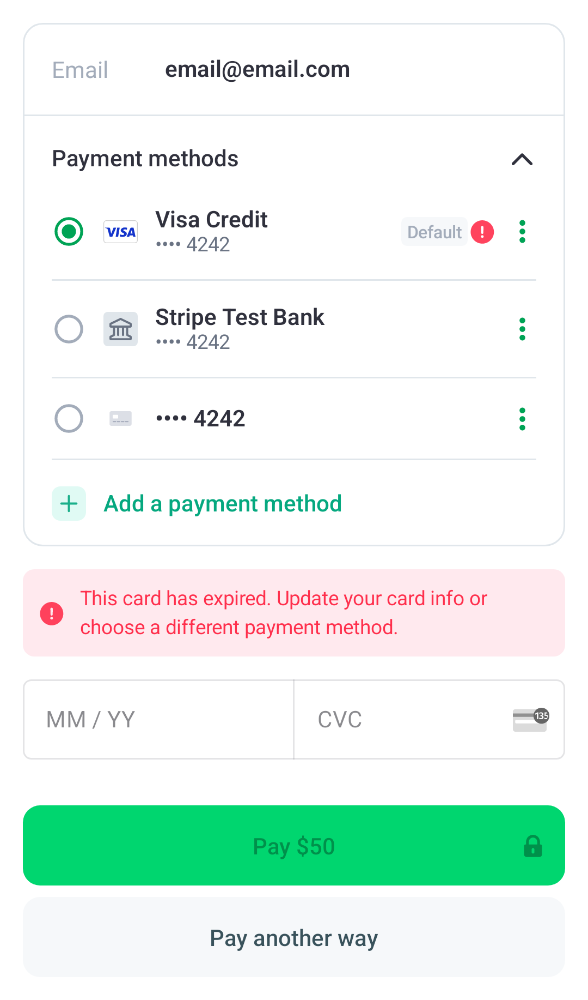 Email
email@email.com
Payment methods
VISA
Visa Credit
•••• 4242
Default
!
Stripe Test Bank
•••• 4242
•••• 4242
+ Add a payment method
!
This card has expired. Update your card info or
choose a different payment method.
MM / YY
CVC
135
Pay $50
Pay another way